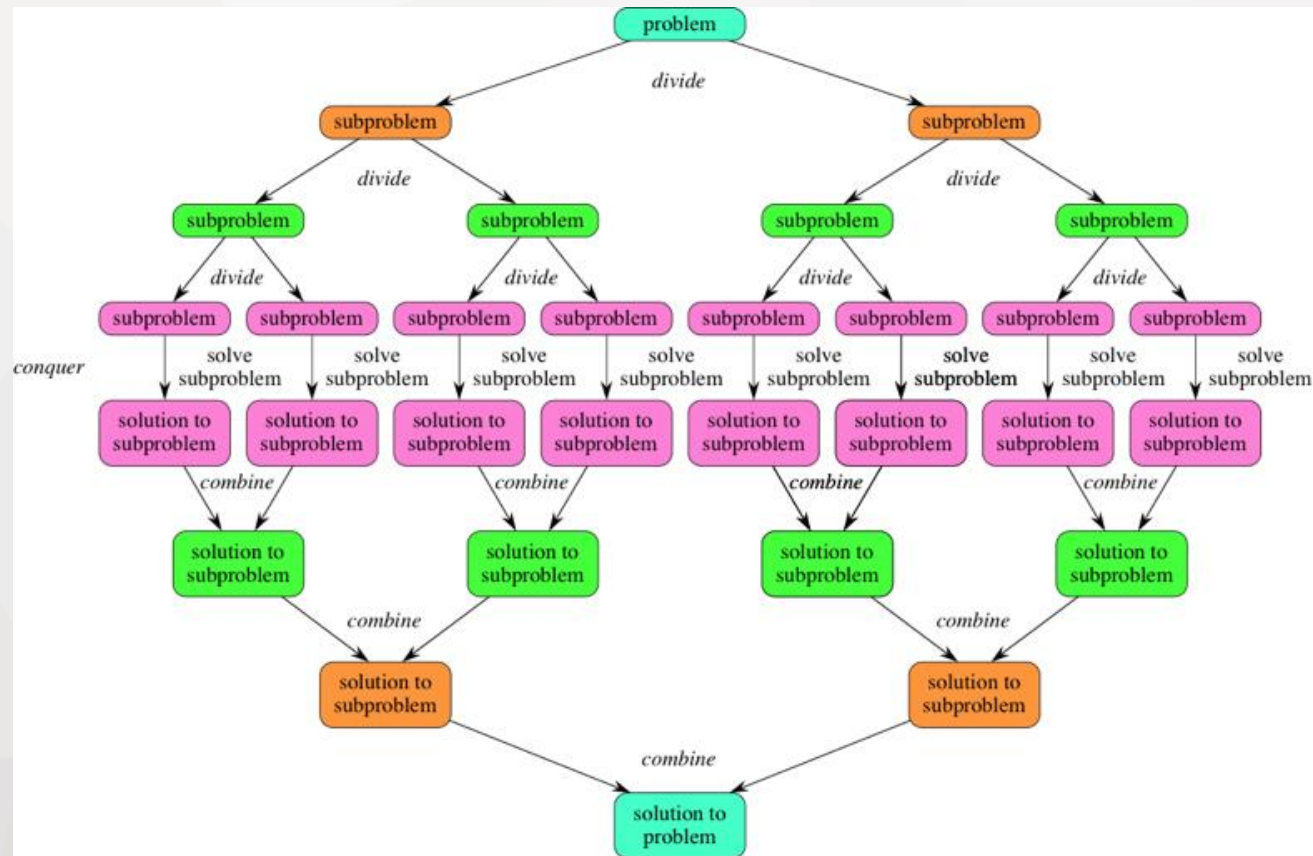 problem
divide
subproblem subproblem
divide divide
subproblem subproblem subproblem subproblem
divide divide divide divide
subproblem subproblem subproblem subproblem subproblem subproblem subproblem subproblem
conquer
solve solve solve solve solve solve solve solve
subproblem subproblem subproblem subproblem subproblem subproblem subproblem subproblem
solution to solution to solution to solution to solution to solution to solution to solution to
subproblem subproblem subproblem subproblem subproblem subproblem subproblem subproblem
combine combine combine combine
solution to solution to solution to solution to
subproblem subproblem subproblem subproblem
combine combine
solution to solution to
subproblem subproblem
combine
solution to
problem